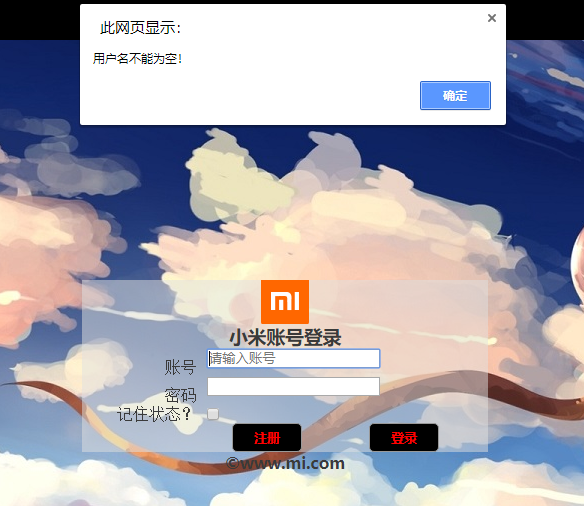 此网页显示：
用户名不能为空！
确定
mi
小米账号登录
账号 请输入账号
密码
记住状态？
注册 登录
©www.mi.com